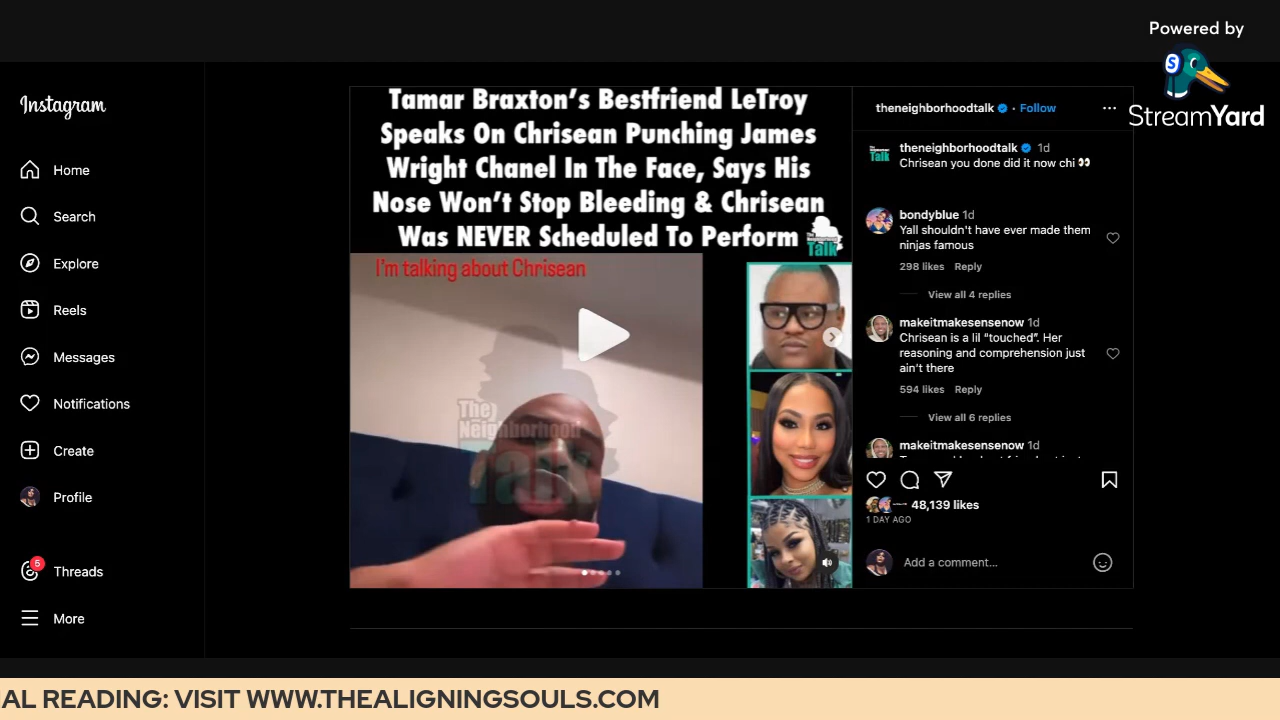 Powered by
StreamYard
Instagram
Home
Search
Explore
Reels
Messages
Notifications
Create
Profile
6
Threads
More
Tamar Braxton's Bestfriend LeTroy
Speaks On Chrisean Punching James
Wright Chanel In The Face, Says His
Nose Won't Stop Bleeding & Chrisean
Was NEVER Scheduled To Perform
Talk
I'm talking about Chrisean
The
Neighborhood
Talk
theneighborhoodtalk · Follow
theneighborhoodtalk 1d
Chrisean you done did it now chi 👀
bondyblue 1d
Yall shouldn't have ever made them
ninjas famous
298 likes Reply
View all 4 replies
makeitmakesensenow 1d
Chrisean is a lil “touched”. Her
reasoning and comprehension just
ain't there
594 likes Reply
View all 6 replies
makeitmakesensenow 1d
48,139 likes
1 DAY AGO
Add a comment...
AL READING: VISIT WWW.THEALIGNINGSOULS.COM